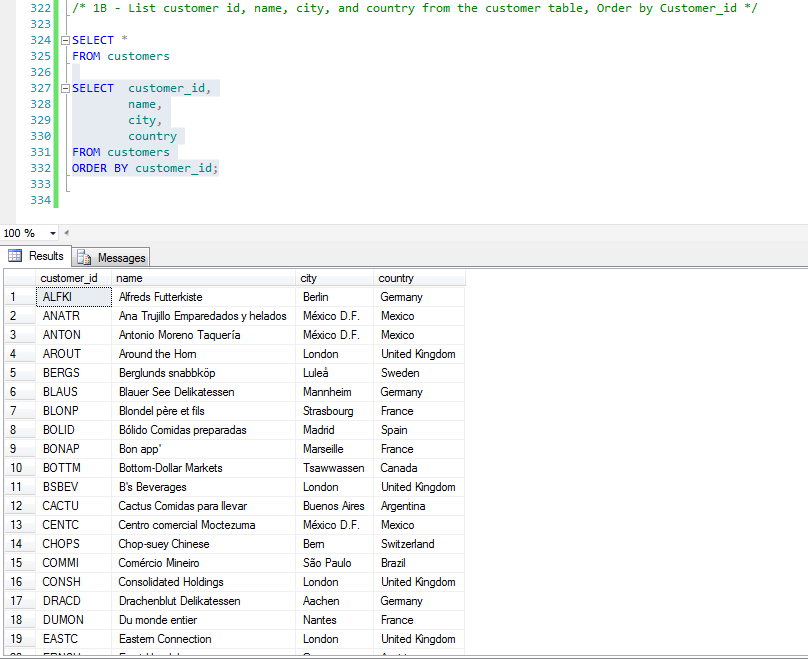 322 /* 1B - List customer id, name, city, and country from the customer table, Order by Customer_id */
323
324 SELECT *
325 FROM customers
326
327 SELECT customer_id,
328 name,
329 city,
330 country
331 FROM customers
332 ORDER BY customer_id;
333
334
100 %
Results Messages
customer_id name city country
1 ALFKI Alfreds Futterkiste Berlin Germany
2 ANATR Ana Trujillo Emparedados y helados México D.F. Mexico
3 ANTON Antonio Moreno Taquería México D.F. Mexico
4 AROUT Around the Horn London United Kingdom
5 BERGS Berglunds snabbköp Luleå Sweden
6 BLAUS Blauer See Delikatessen Mannheim Germany
7 BLONP Blondel père et fils Strasbourg France
8 BOLID Bólido Comidas preparadas Madrid Spain
9 BONAP Bon app' Marseille France
10 BOTTM Bottom-Dollar Markets Tsawwassen Canada
11 BSBEV B's Beverages London United Kingdom
12 CACTU Cactus Comidas para llevar Buenos Aires Argentina
13 CENTC Centro comercial Moctezuma México D.F. Mexico
14 CHOPS Chop-suey Chinese Bern Switzerland
15 COMMI Comércio Mineiro São Paulo Brazil
16 CONSH Consolidated Holdings London United Kingdom
17 DRACD Drachenblut Delikatessen Aachen Germany
18 DUMON Du monde entier Nantes France
19 EASTC Eastern Connection London United Kingdom